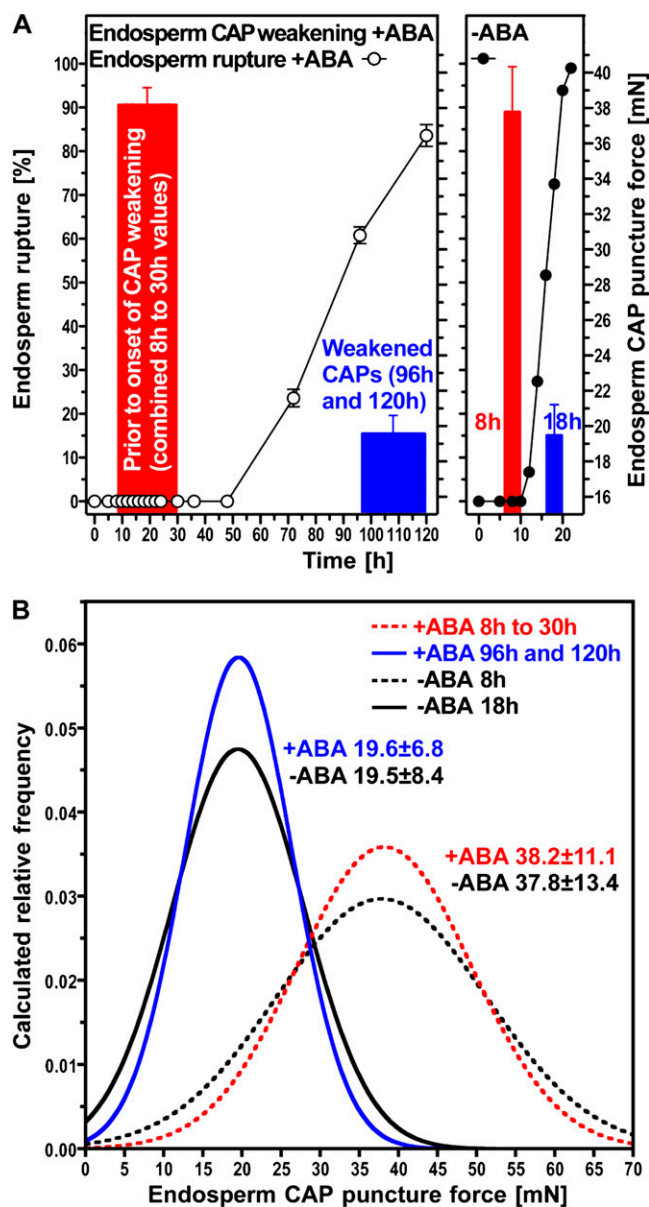 A
Endosperm CAP weakening +ABA
Endosperm rupture +ABA
-ABA
Endosperm rupture [%]
100
90
80
70
60
50
40
30
20
10
0
Prior to onset of CAP weakening
(combined 8h to 30h values)
Weakened
CAPs (96h
and 120h)
8h
18h
40
38
36
34
32
30
28
26
24
22
20
18
16
Endosperm CAP puncture force [mN]
0 10 20 30 40 50 60 70 80 90 100 110 120
0 10 20
Time [h]
B
Calculated relative frequency
0.06
0.05
0.04
0.03
0.02
0.01
0.00
+ABA 8h to 30h
+ABA 96h and 120h
-ABA 8h
-ABA 18h
+ABA 19.6±6.8
-ABA 19.5±8.4
+ABA 38.2±11.1
-ABA 37.8±13.4
0 5 10 15 20 25 30 35 40 45 50 55 60 65 70
Endosperm CAP puncture force [mN]